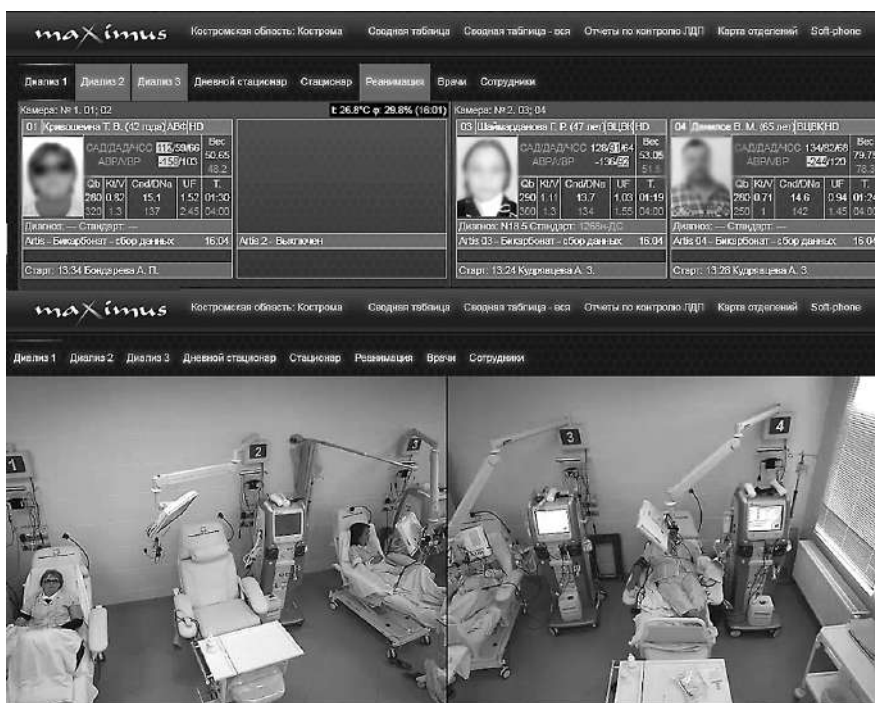 maximus Костромская область: Кострома Сводная таблица Сводная таблица - вся Отчеты по контролю ЛДП Карта отделений Soft-phone
Диализ 1 Диализ 2 Диализ 3 Дневной стационар Стационар Реанимация Врачи Сотрудники
Камера: № 1. 01; 02 t: 26.8°C φ: 29.8% (16:01) Камера: № 2. 03; 04
01 Т. В. (42 года) АВФ HD 03 Шаймарданова Г. Р. (47 лет) ВЦВК HD 04 Данилов В. М. (65 лет) ВЦВК HD
САД/ДАД/ЧСС 112/59/66 Вес САД/ДАД/ЧСС 128/91/64 Вес САД/ДАД/ЧСС 134/82/68 Вес
50.65 53.05 79.75
АВР/VBP -158/103 АВР/VBP -136/92 АВР/VBP -244/120
48.2 51.5 78.3
Qb Kt/V Cnd/DNa UF T. Qb Kt/V Cnd/DNa UF T. Qb Kt/V Cnd/DNa UF T.
280 0.82 15.1 1.52 01:30 290 1.11 13.7 1.03 01:19 280 0.71 14.6 0.94 01:24
320 1.3 137 2.45 04:00 300 1.3 134 1.55 04:00 250 1 142 1.45 04:00
Диагноз: — Стандарт: — Диагноз: N18.5 Стандарт: 1268н-ДС Диагноз: — Стандарт: —
Artis - Бикарбонат - сбор данных 16:04 Artis 2 - Выключен Artis 03 - Бикарбонат - сбор данных 16:04 Artis 04 - Бикарбонат - сбор данных 16:04
Старт: 13:34 Бондарева А. П. Старт: 13:24 Кудрявцева А. З. Старт: 13:28 Кудрявцева А. З.
maximus Костромская область: Кострома Сводная таблица Сводная таблица - вся Отчеты по контролю ЛДП Карта отделений Soft-phone
Диализ 1 Диализ 2 Диализ 3 Дневной стационар Стационар Реанимация Врачи Сотрудники
1 2 3 3 4